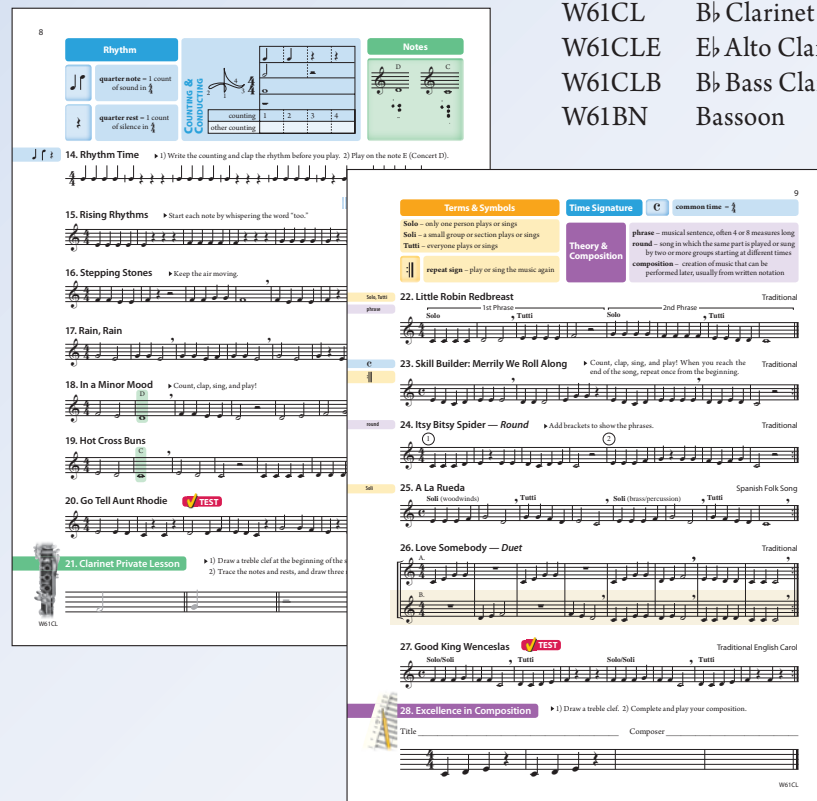 W61CL B♭ Clarinet
W61CLE E♭ Alto Cla
W61CLB B♭ Bass Cla
W61BN Bassoon
8
Rhythm
quarter note = 1 count
of sound in 4/4
quarter rest = 1 count
of silence in 4/4
COUNTING &
CONDUCTING
4
2 3
1
counting 1 2 3 4
other counting
Notes
D C
14. Rhythm Time ▸ 1) Write the counting and clap the rhythm before you play. 2) Play on the note E (Concert D).
15. Rising Rhythms ▸ Start each note by whispering the word “too.”
16. Stepping Stones ▸ Keep the air moving.
17. Rain, Rain
18. In a Minor Mood ▸ Count, clap, sing, and play!
D
19. Hot Cross Buns
C
20. Go Tell Aunt Rhodie TEST
21. Clarinet Private Lesson ▸ 1) Draw a treble clef at the beginning of the s
2) Trace the notes and rests, and draw three
W61CL
9
Terms & Symbols
Solo – only one person plays or sings
Soli – a small group or section plays or sings
Tutti – everyone plays or sings
repeat sign – play or sing the music again
Time Signature
common time = 4/4
Theory &
Composition
phrase – musical sentence, often 4 or 8 measures long
round – song in which the same part is played or sung
by two or more groups starting at different times
composition – creation of music that can be
performed later, usually from written notation
Solo, Tutti
phrase
22. Little Robin Redbreast Traditional
1st Phrase 2nd Phrase
Solo Tutti Solo Tutti
23. Skill Builder: Merrily We Roll Along ▸ Count, clap, sing, and play! When you reach the Traditional
end of the song, repeat once from the beginning.
round
24. Itsy Bitsy Spider — Round ▸ Add brackets to show the phrases. Traditional
1 2
Soli
25. A La Rueda Spanish Folk Song
Soli (woodwinds) Tutti Soli (brass/percussion) Tutti
26. Love Somebody — Duet Traditional
A.
B.
27. Good King Wenceslas TEST Traditional English Carol
Solo/Soli Tutti Solo/Soli Tutti
28. Excellence in Composition ▸ 1) Draw a treble clef. 2) Complete and play your composition.
Title Composer
W61CL